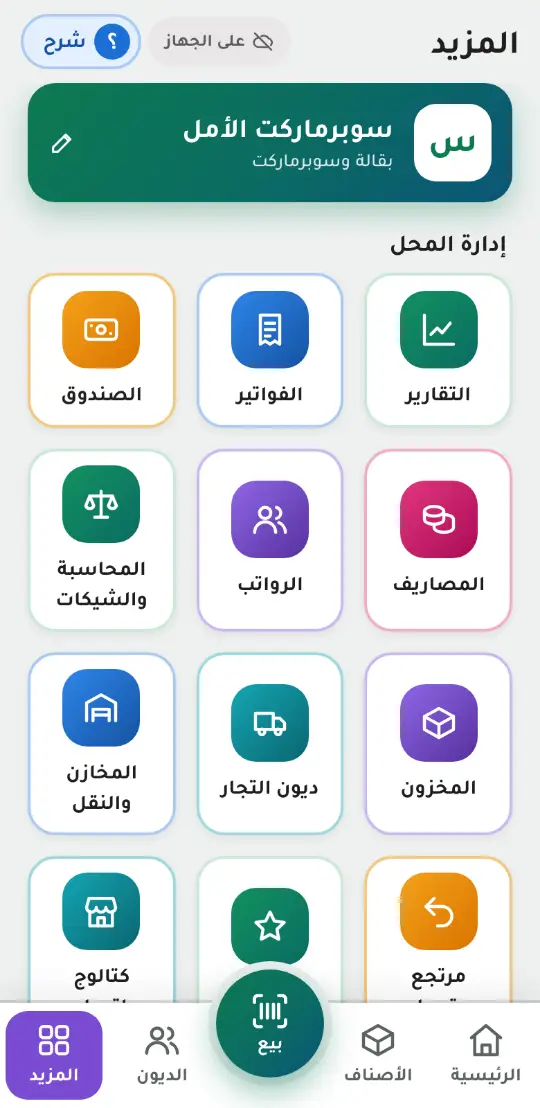 المزيد
على الجهاز
؟ شرح
س
سوبرماركت الأمل
بقالة وسوبرماركت
إدارة المحل
التقارير
الفواتير
الصندوق
المصاريف
الرواتب
المحاسبة
والشيكات
المخزون
ديون التجار
المخازن
والنقل
مرتجع
كتالوج
الرئيسية
الأصناف
بيع
الديون
المزيد